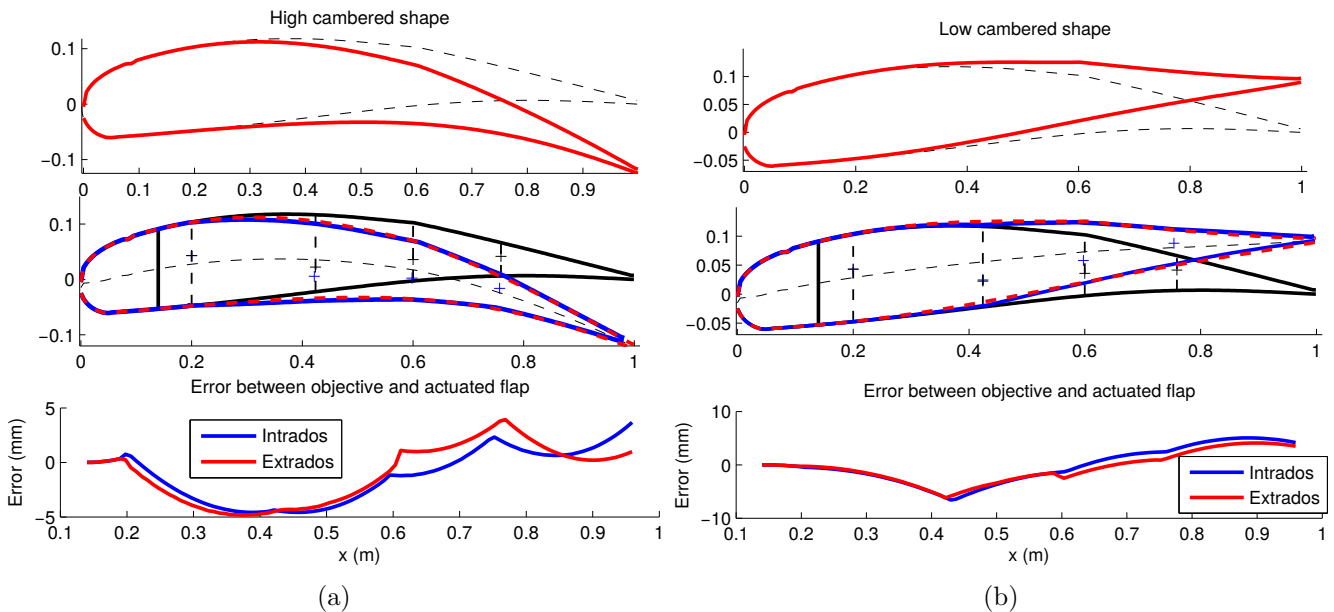 High cambered shape
0.1
0
−0.1
0 0.1 0.2 0.3 0.4 0.5 0.6 0.7 0.8 0.9
0.1
0
−0.1
0 0.2 0.4 0.6 0.8 1
Error between objective and actuated flap
Error (mm)
5
0
−5
Intrados
Extrados
0.1 0.2 0.3 0.4 0.5 0.6 0.7 0.8 0.9 1
x (m)
(a)
Low cambered shape
0.1
0.05
0
−0.05
0 0.2 0.4 0.6 0.8 1
0.1
0.05
0
−0.05
0 0.2 0.4 0.6 0.8 1
Error between objective and actuated flap
Error (mm)
10
0
−10
Intrados
Extrados
0.1 0.2 0.3 0.4 0.5 0.6 0.7 0.8 0.9 1
x (m)
(b)